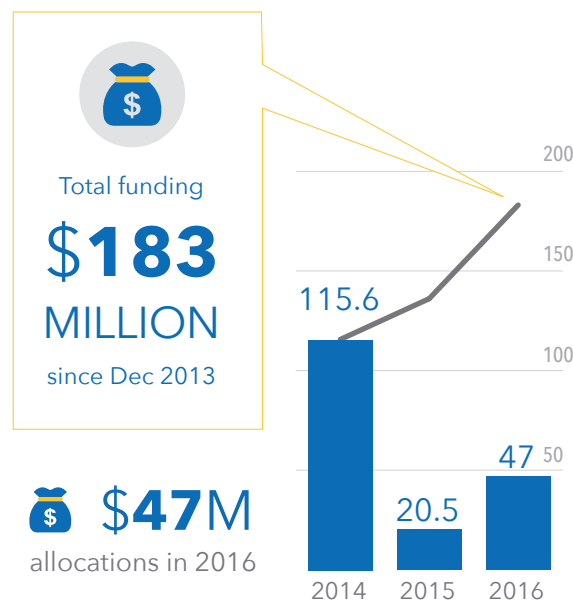 $
Total funding
$183
MILLION
since Dec 2013
$
$47M
allocations in 2016
200
150
115.6
100
47
50
20.5
2014 2015 2016